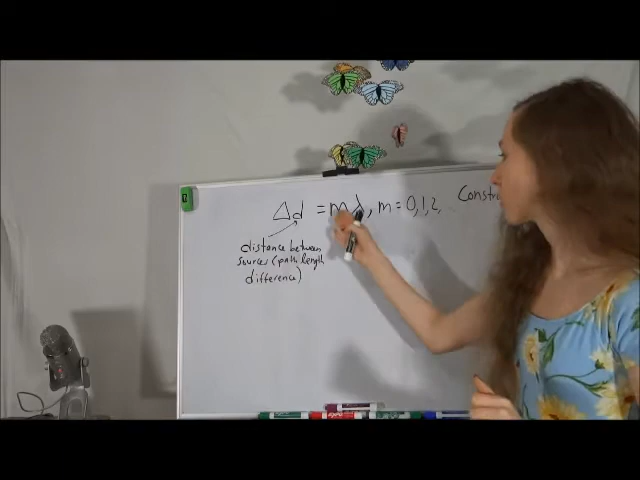 Δd = mλ, m = 0,1,2, Constr
distance between
sources (path length
difference)